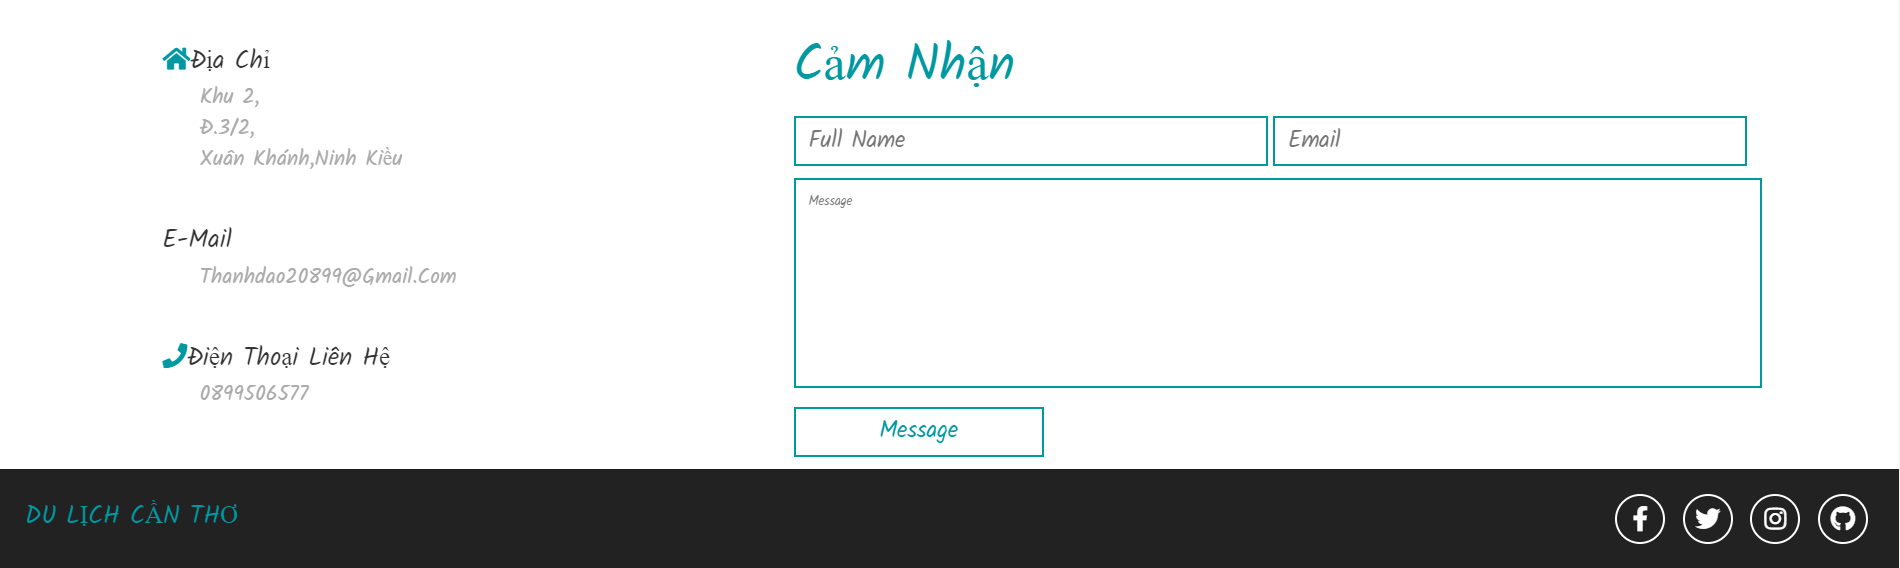 Địa Chỉ
Khu 2,
Đ.3/2,
Xuân Khánh,Ninh Kiều
E-Mail
Thanhdao20899@Gmail.Com
Điện Thoại Liên Hệ
0899506577
Cảm Nhận
Full Name
Email
Message
Message
DU LỊCH CẦN THƠ